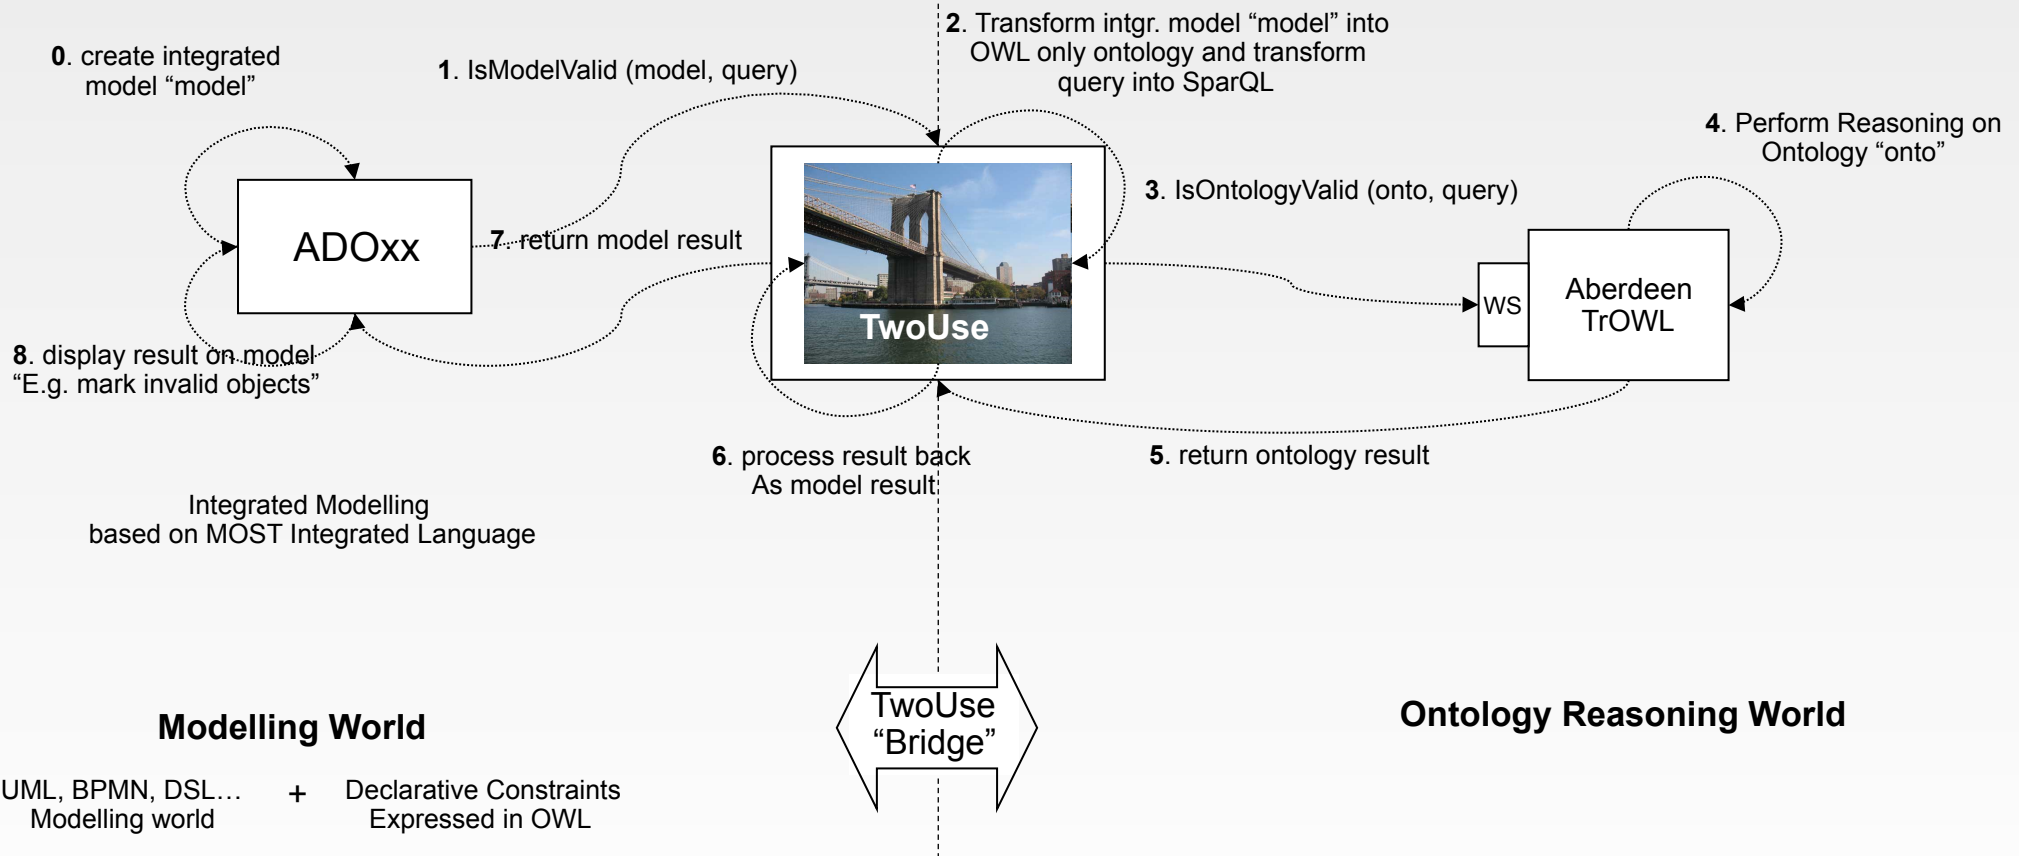 0. create integrated
model “model”
1. IsModelValid (model, query)
2. Transform intgr. model “model” into
OWL only ontology and transform
query into SparQL
3. IsOntologyValid (onto, query)
4. Perform Reasoning on
Ontology “onto”
ADOxx
7. return model result
TwoUse
WS
Aberdeen
TrOWL
8. display result on model
“E.g. mark invalid objects”
6. process result back
As model result
5. return ontology result
Integrated Modelling
based on MOST Integrated Language
TwoUse
“Bridge”
Modelling World
Ontology Reasoning World
UML, BPMN, DSL…
Modelling world
+
Declarative Constraints
Expressed in OWL